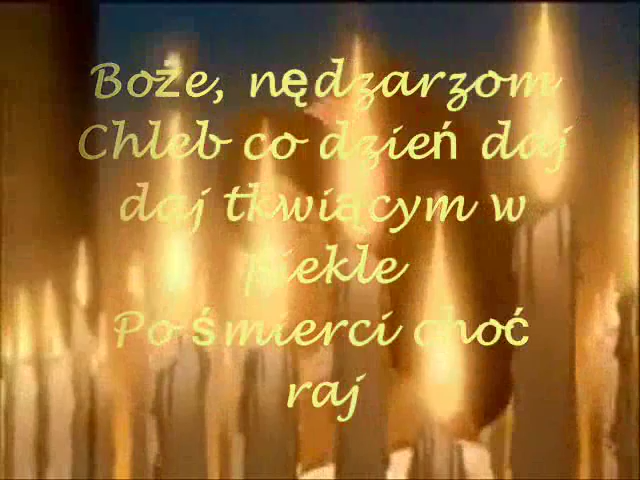 Boże, nędzarzom
Chleb co dzień daj
daj tkwiącym w
piekle
Po śmierci choć
raj